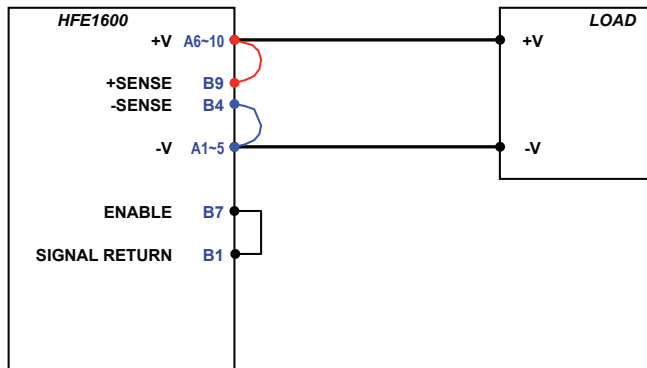 HFE1600 LOAD
+V A6~10 +V
+SENSE B9
-SENSE B4
-V A1~5 -V
ENABLE B7
SIGNAL RETURN B1